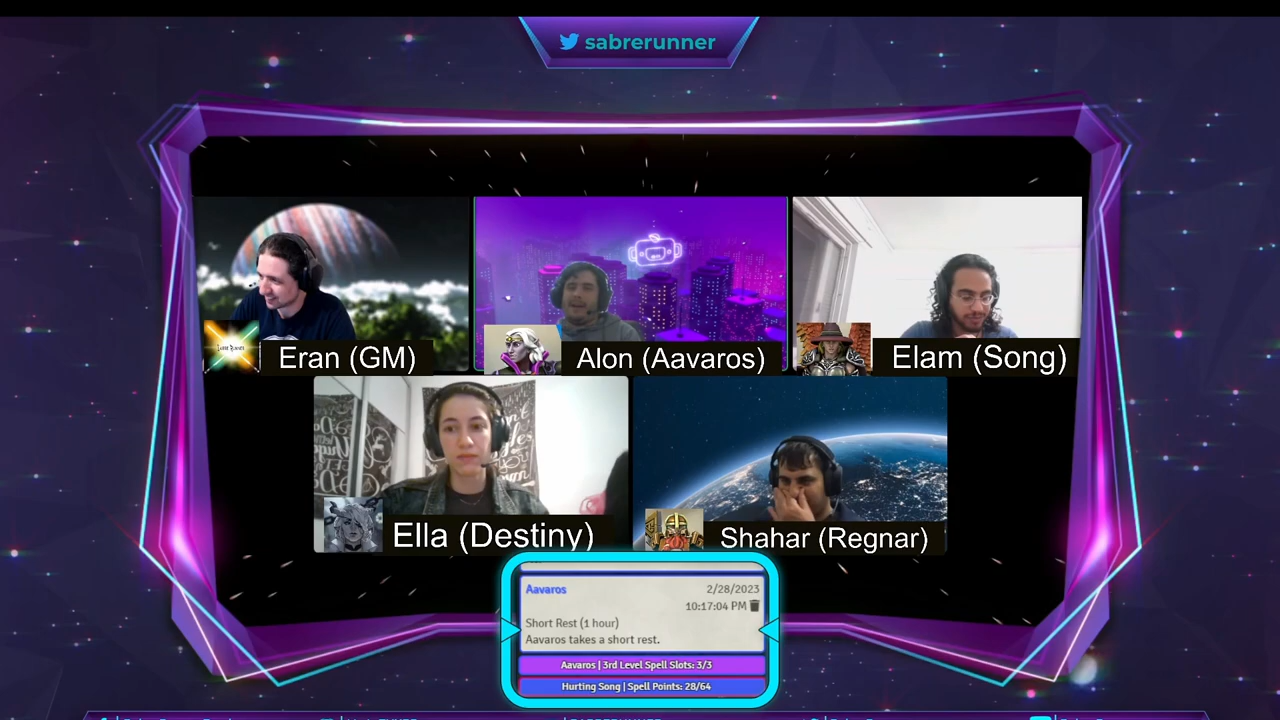 sabrerunner
Eran (GM)
Alon (Aavaros)
Elam (Song)
Ella (Destiny)
Shahar (Regnar)
Aavaros
2/28/2023
10:17:04 PM
Short Rest (1 hour)
Aavaros takes a short rest.
Aavaros | 3rd Level Spell Slots: 3/3
Hurting Song | Spell Points: 28/64